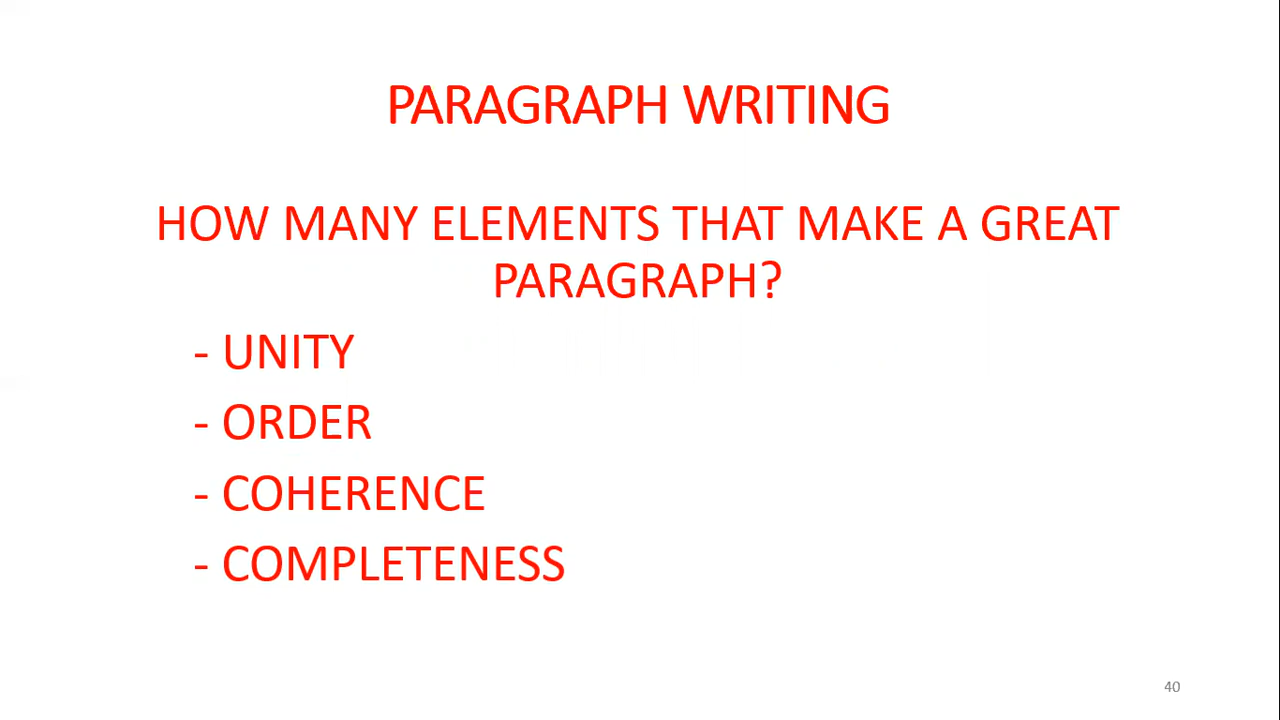 PARAGRAPH WRITING
HOW MANY ELEMENTS THAT MAKE A GREAT
PARAGRAPH?
- UNITY
- ORDER
- COHERENCE
- COMPLETENESS
40